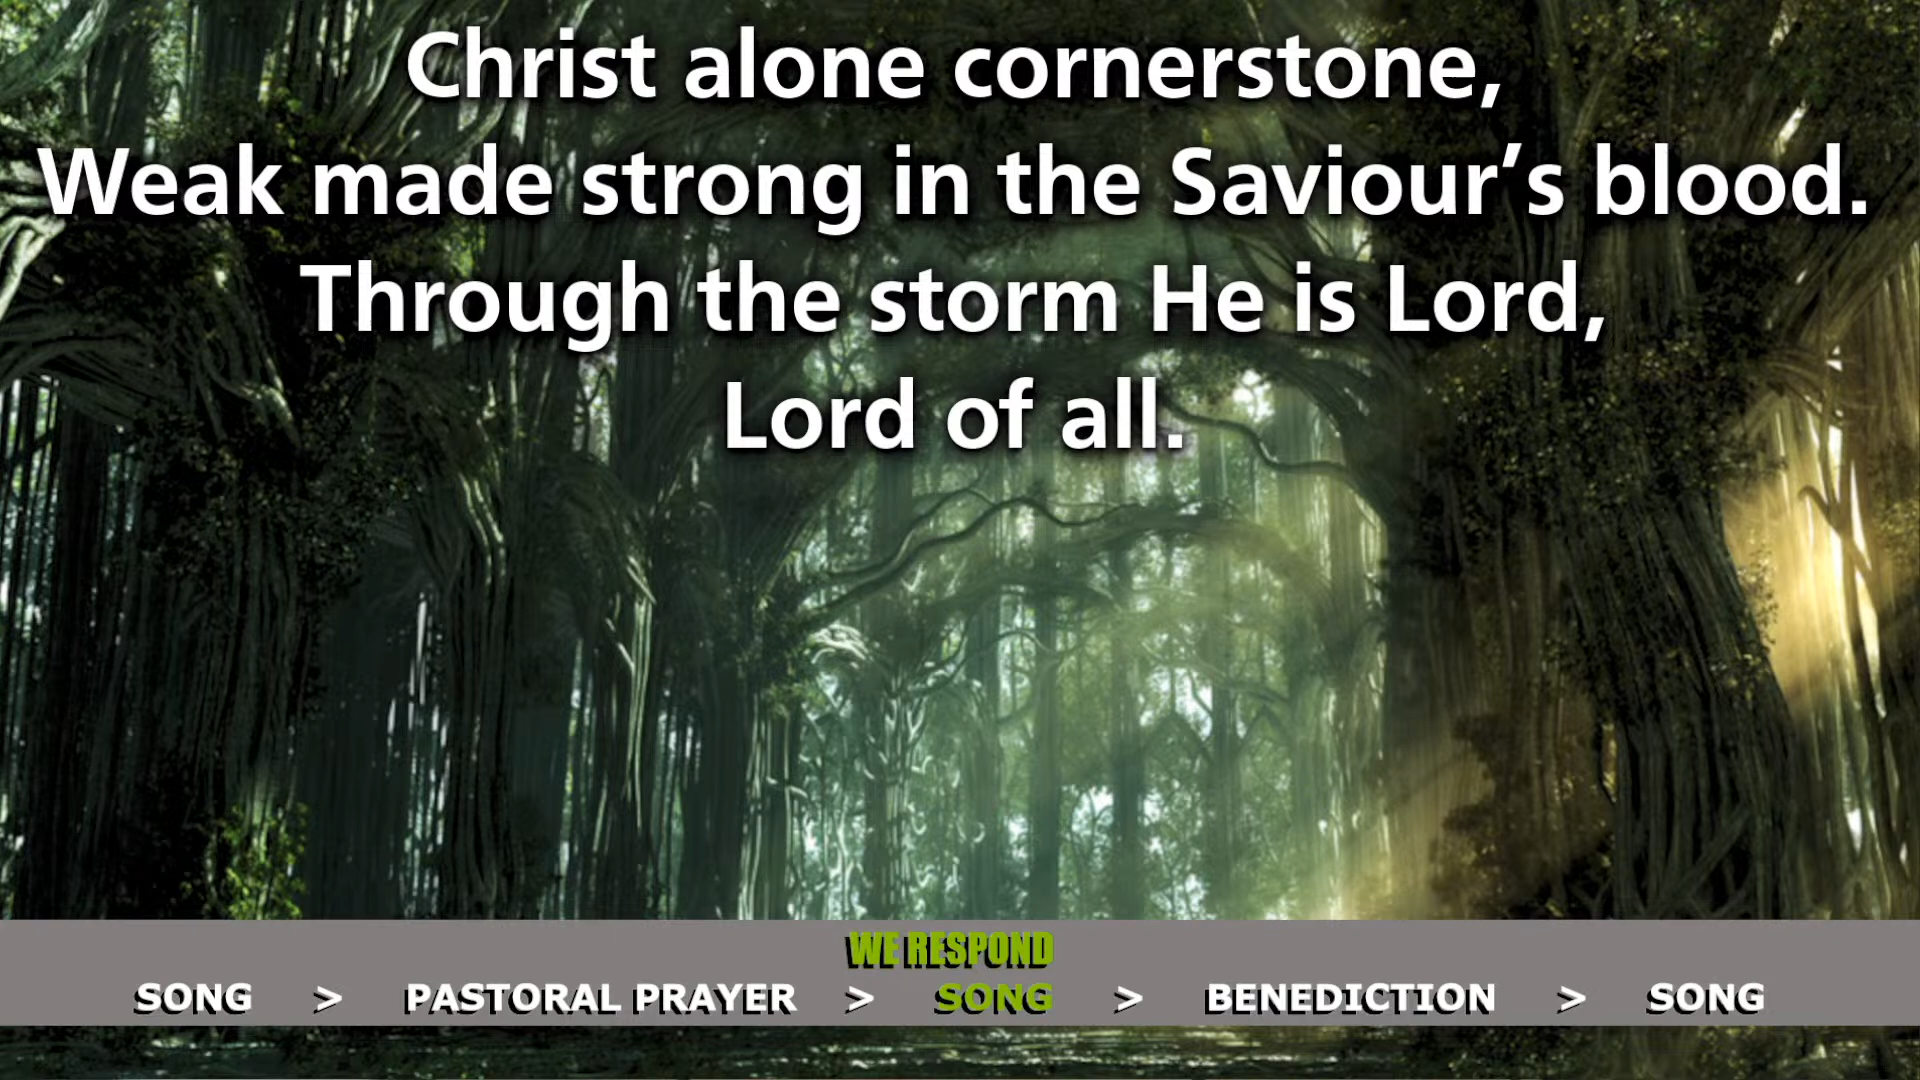 Christ alone cornerstone,
Weak made strong in the Saviour’s blood.
Through the storm He is Lord,
Lord of all.
WE RESPOND
SONG > PASTORAL PRAYER > SONG > BENEDICTION > SONG